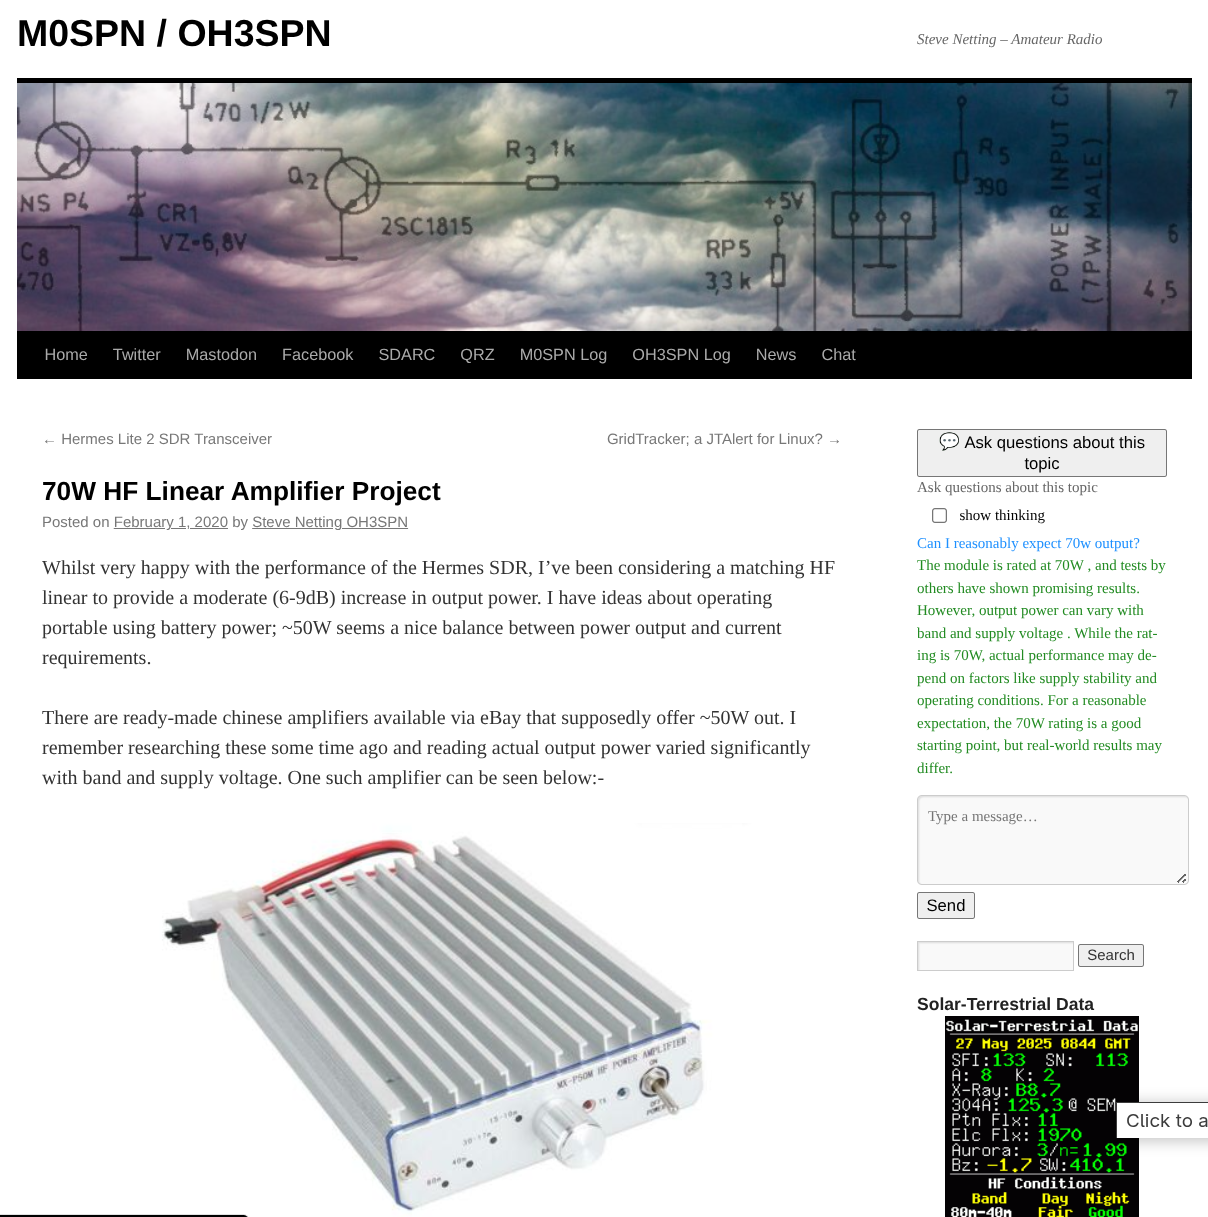 M0SPN / OH3SPN
Steve Netting – Amateur Radio
470 1/2 W
7
R3 1k
R5
390
Q2
NS P4
+5V
CR1
VZ=6,8V
2SC1815
RP5
3,3 k
POWER INPUT CN
(7PW MALE)
6
C8
470
4,5
Home Twitter Mastodon Facebook SDARC QRZ M0SPN Log OH3SPN Log News Chat
← Hermes Lite 2 SDR Transceiver
GridTracker; a JTAlert for Linux? →
70W HF Linear Amplifier Project
Posted on February 1, 2020 by Steve Netting OH3SPN
Whilst very happy with the performance of the Hermes SDR, I’ve been considering a matching HF
linear to provide a moderate (6-9dB) increase in output power. I have ideas about operating
portable using battery power; ~50W seems a nice balance between power output and current
requirements.
There are ready-made chinese amplifiers available via eBay that supposedly offer ~50W out. I
remember researching these some time ago and reading actual output power varied significantly
with band and supply voltage. One such amplifier can be seen below:-
MX-P50M HF POWER AMPLIFIER
ON
OFF
POWER
TX
15-10m
30-17m
40m
80m
💬 Ask questions about this
topic
Ask questions about this topic
show thinking
Can I reasonably expect 70w output?
The module is rated at 70W , and tests by
others have shown promising results.
However, output power can vary with
band and supply voltage . While the rat-
ing is 70W, actual performance may de-
pend on factors like supply stability and
operating conditions. For a reasonable
expectation, the 70W rating is a good
starting point, but real-world results may
differ.
Type a message…
Send
Search
Solar-Terrestrial Data
Solar-Terrestrial Data
27 May 2025 0844 GMT
SFI:133 SN: 113
A: 8 K: 2
X-Ray: B8.7
304A: 125.3 @ SEM
Ptn Flx: 11
Elc Flx: 1970
Aurora: 3/n=1.99
Bz: -1.7 SW:410.1
HF Conditions
Band Day Night
80m-40m Fair Good
Click to a